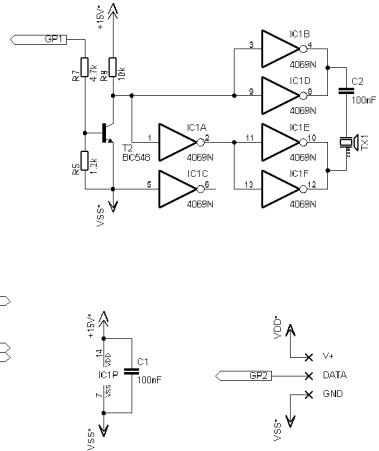 +15V*
GP1
R7
4.7k
R8
10k
R5
1.2k
T2
BC548
VSS*
IC1B
3
4
4069N
IC1D
9
8
4069N
C2
100nF
IC1A
1
2
4069N
IC1E
11
10
4069N
TX1
IC1C
5
6
4069N
IC1F
13
12
4069N
+15V*
14
VDD
IC1P
7
VSS
C1
100nF
VSS*
VDD*
V+
GP2
DATA
GND
VSS*